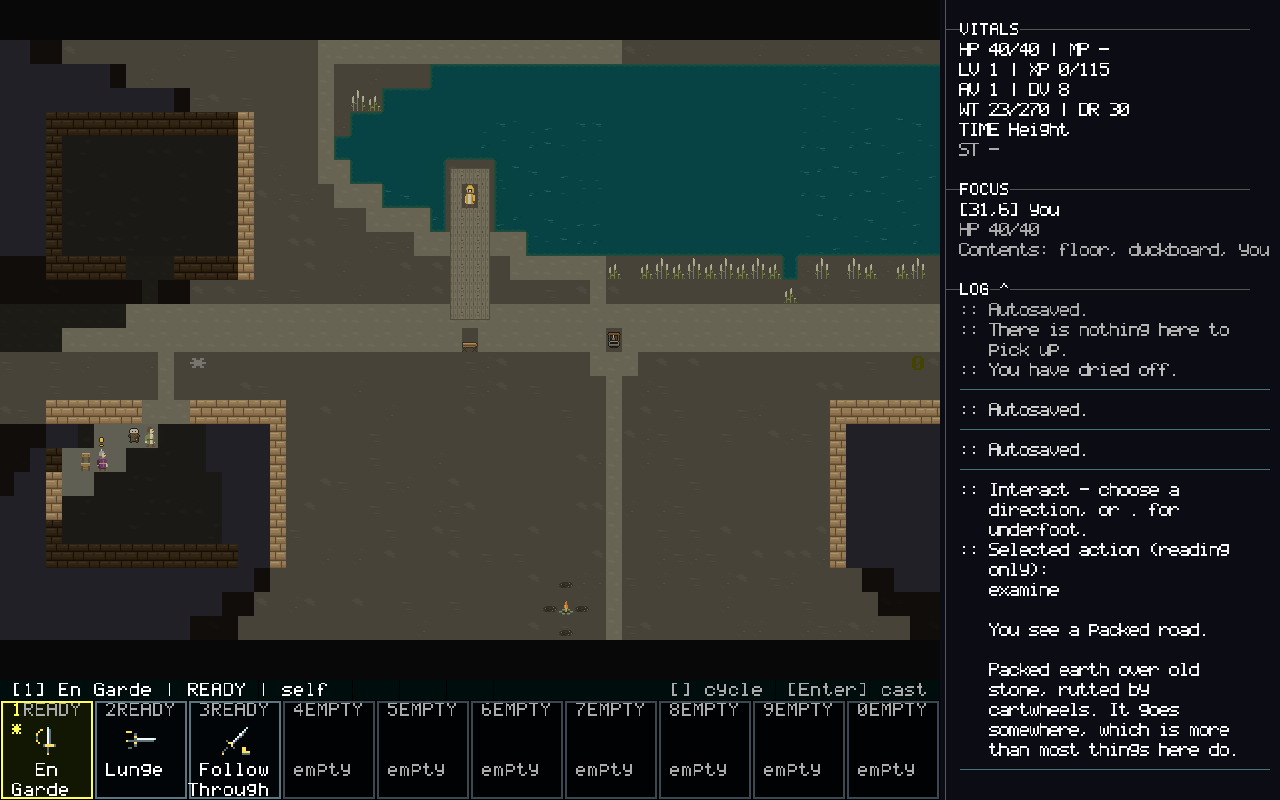 VITALS
HP 40/40 | MP -
LV 1 | XP 0/115
AV 1 | DV 8
WT 23/270 | DR 30
TIME Height
ST -
FOCUS
[31,6] You
HP 40/40
Contents: floor, duckboard, You
LOG ^
:: Autosaved.
:: There is nothing here to
Pick up.
:: You have dried off.
:: Autosaved.
:: Autosaved.
:: Interact - choose a
direction, or . for
underfoot.
:: Selected action (reading
only):
examine
You see a Packed road.
Packed earth over old
stone, rutted by
cartwheels. It goes
somewhere, which is more
than most things here do.
[1] En Garde | READY | self
[] cycle [Enter] cast
1READY 2READY 3READY 4EMPTY 5EMPTY 6EMPTY 7EMPTY 8EMPTY 9EMPTY 0EMPTY
*
En Lunge Follow empty empty empty empty empty empty empty
Garde Through